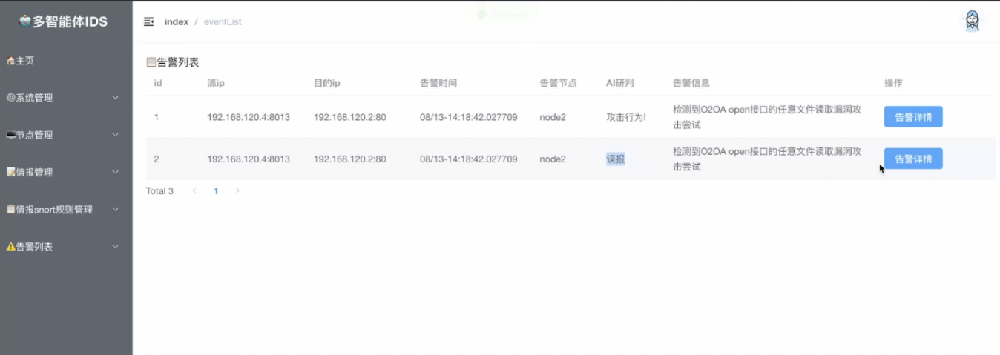 多智能体IDS
index / eventList
主页
系统管理
节点管理
情报管理
情报snort规则管理
告警列表
告警列表
id 源ip 目的ip 告警时间 告警节点 AI研判 告警信息 操作
1 192.168.120.4:8013 192.168.120.2:80 08/13-14:18:42.027709 node2 攻击行为! 检测到O2OA open接口的任意文件读取漏洞攻 告警详情
击尝试
2 192.168.120.4:8013 192.168.120.2:80 08/13-14:18:42.027709 node2 误报 检测到O2OA open接口的任意文件读取漏洞攻 告警详情
击尝试
Total 3 1